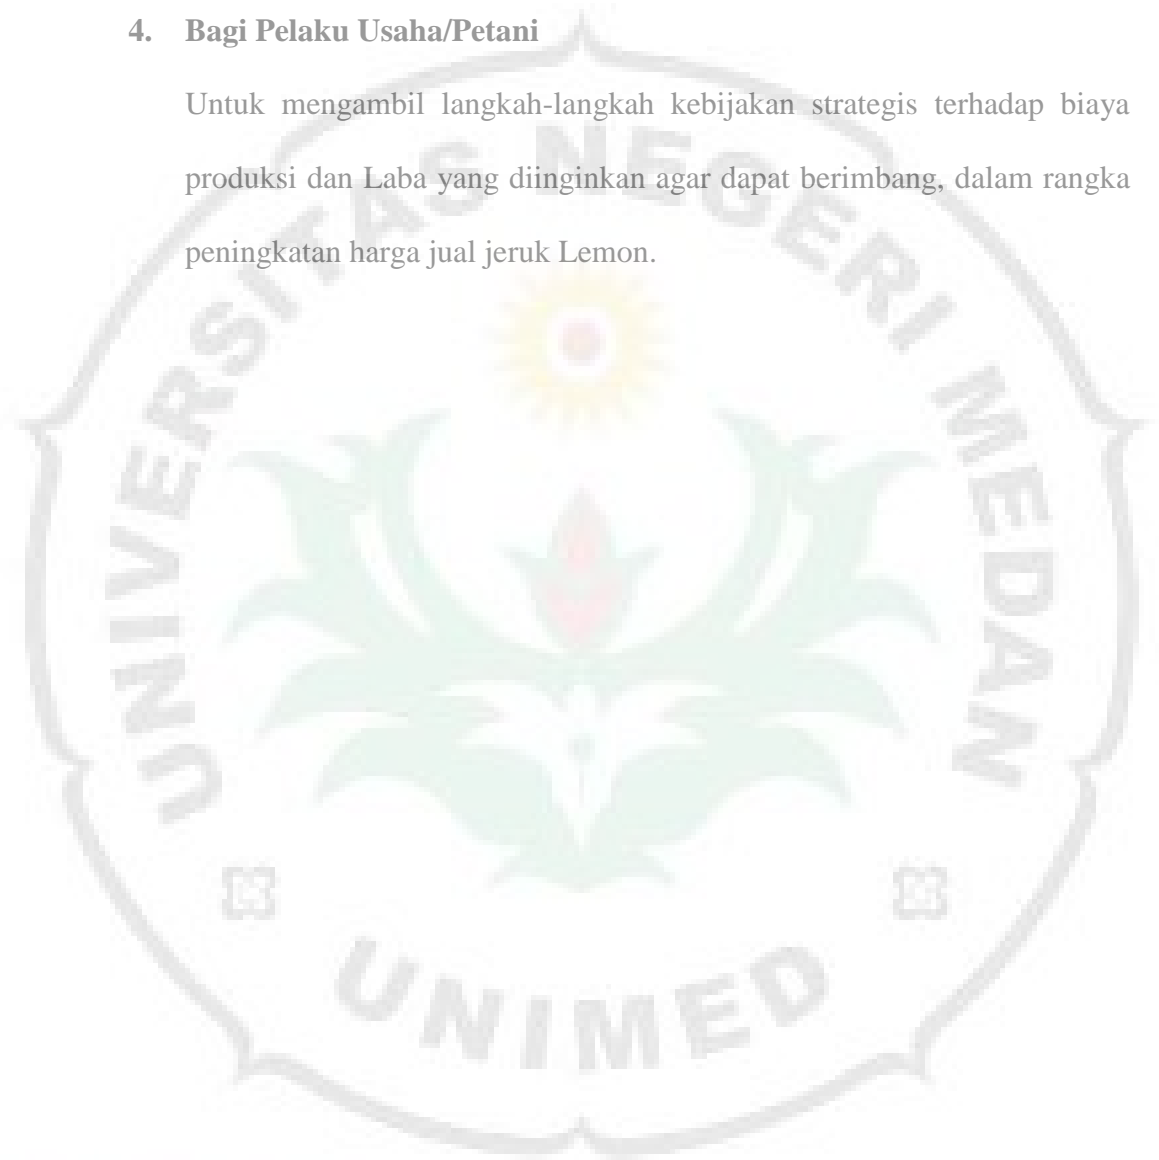 4. Bagi Pelaku Usaha/Petani
Untuk mengambil langkah-langkah kebijakan strategis terhadap biaya
produksi dan Laba yang diinginkan agar dapat berimbang, dalam rangka
peningkatan harga jual jeruk Lemon.
UNIVERSITAS NEGERI MEDAN
UNIMED